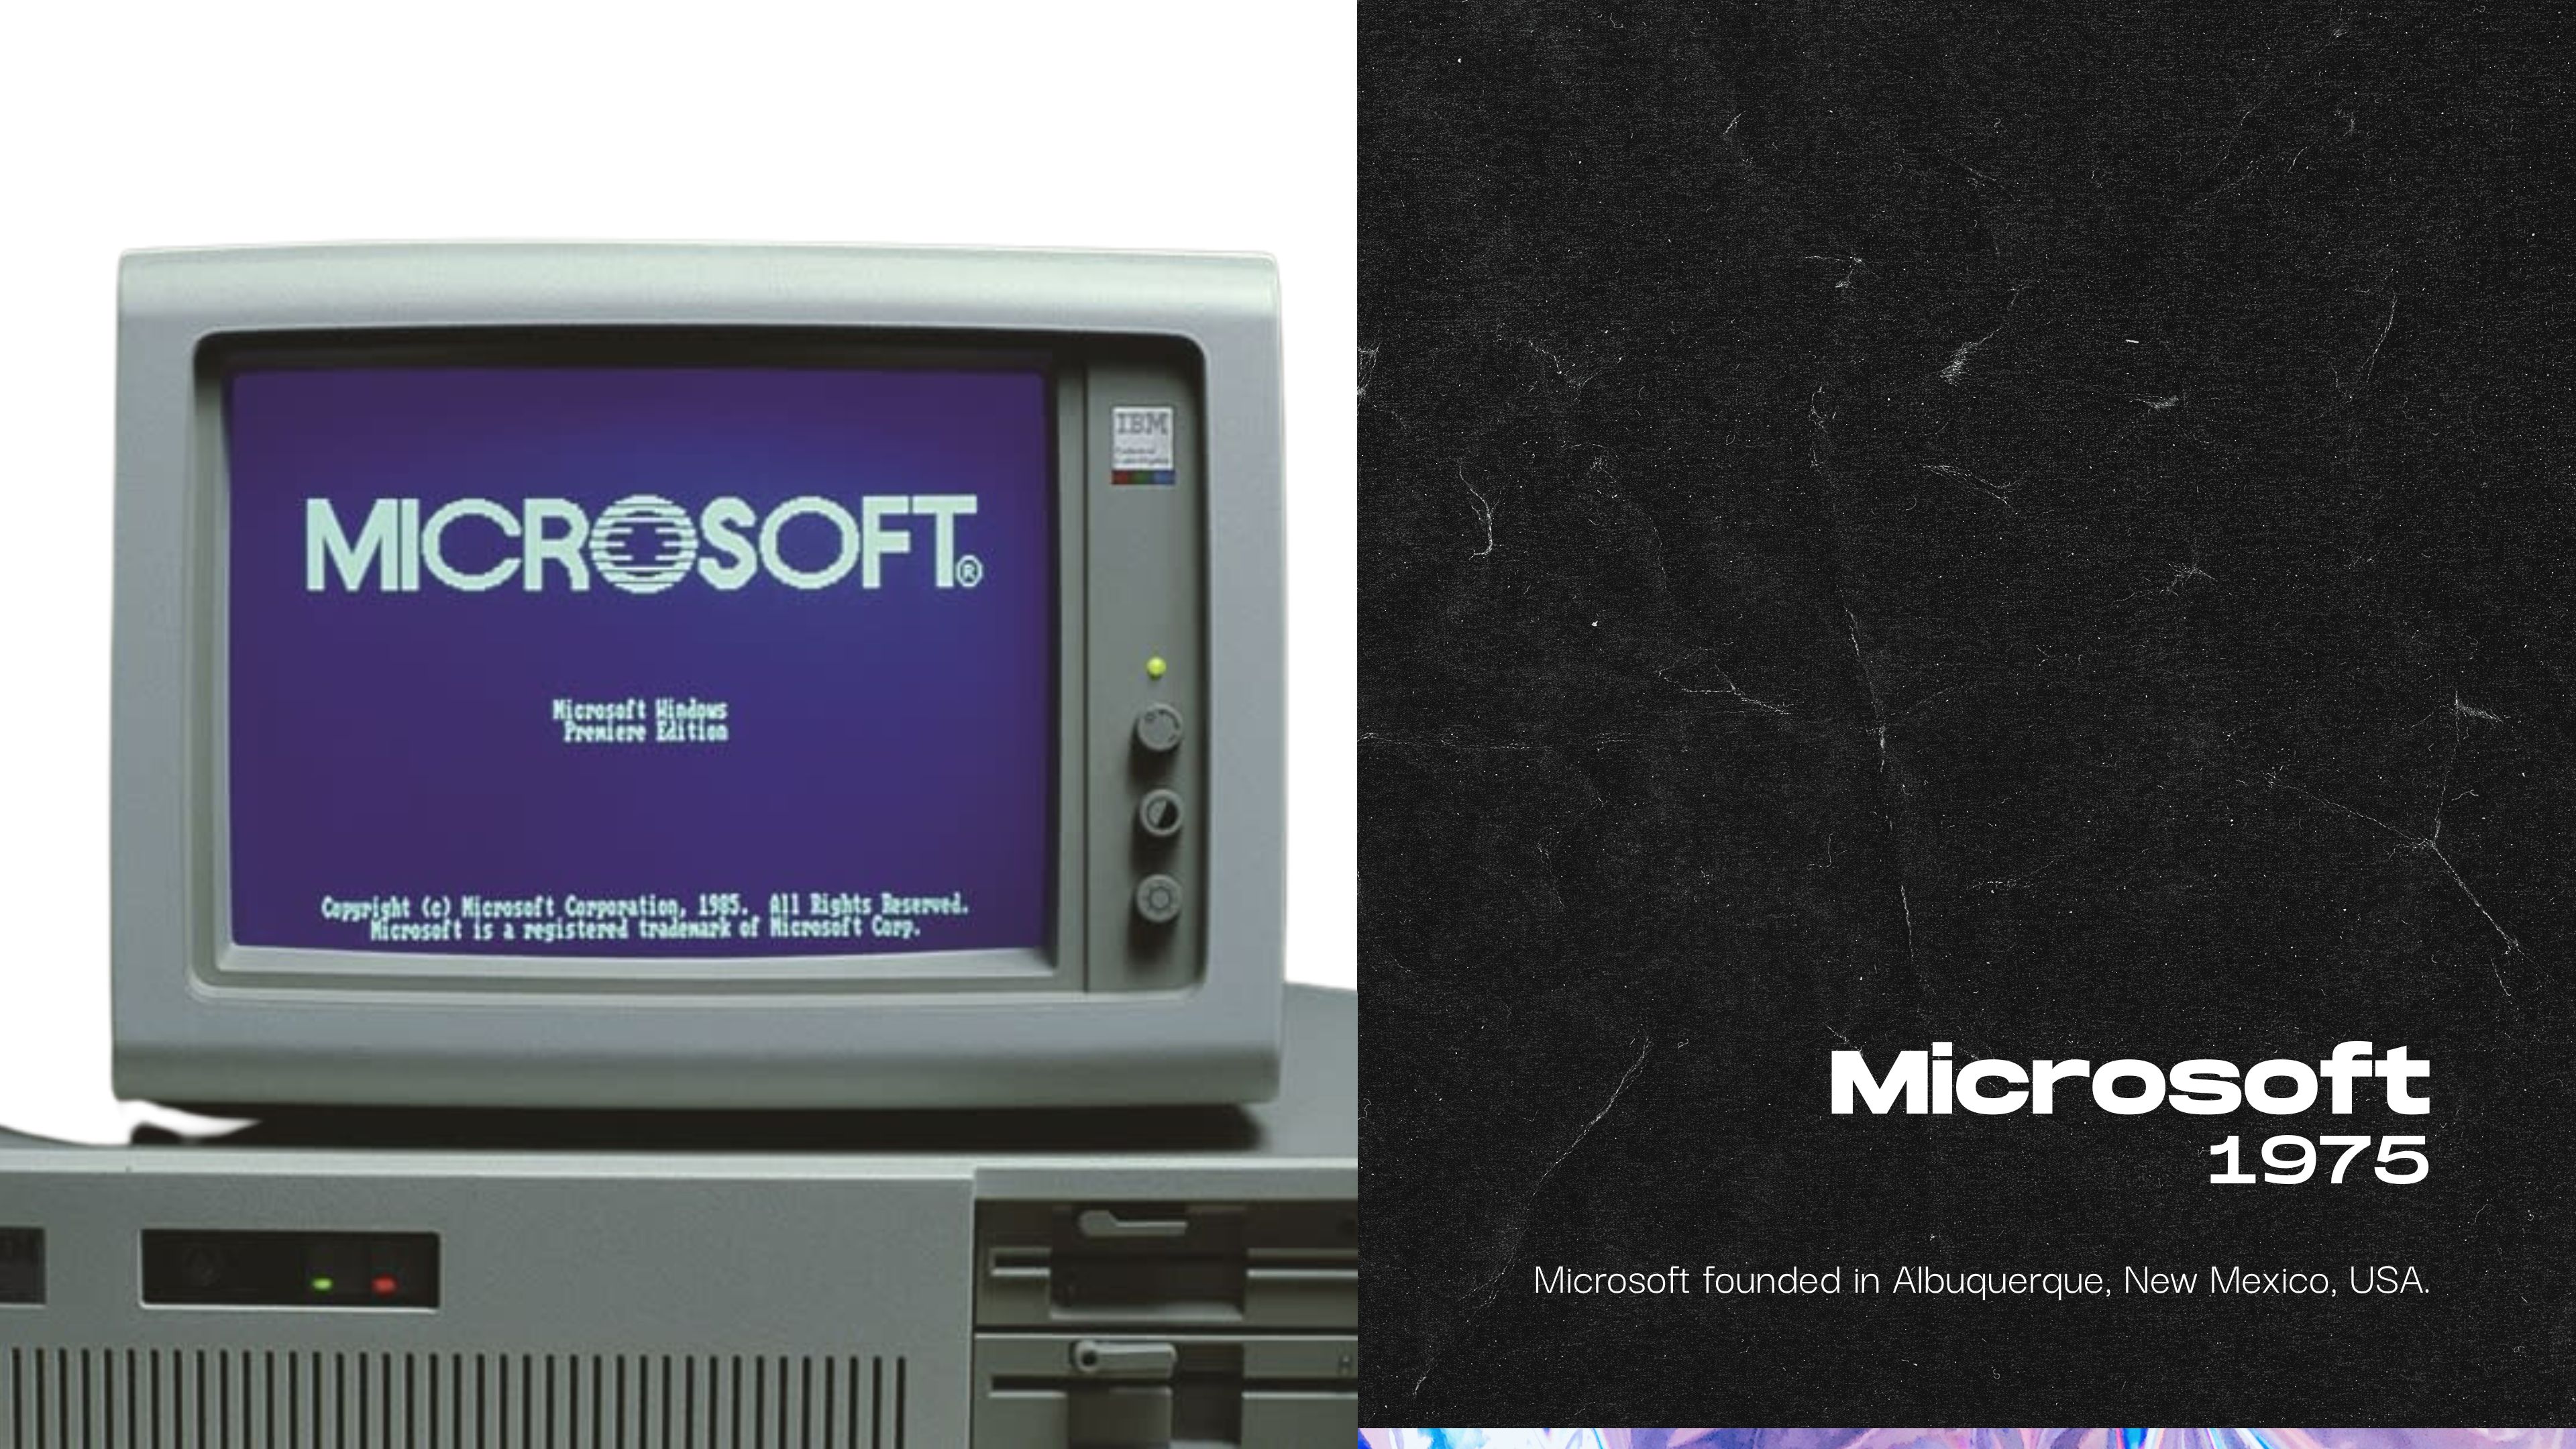 MICROSOFT®
Microsoft Windows
Premiere Edition
Copyright (c) Microsoft Corporation, 1985. All Rights Reserved.
Microsoft is a registered trademark of Microsoft Corp.
IBM
Microsoft
1975
Microsoft founded in Albuquerque, New Mexico, USA.